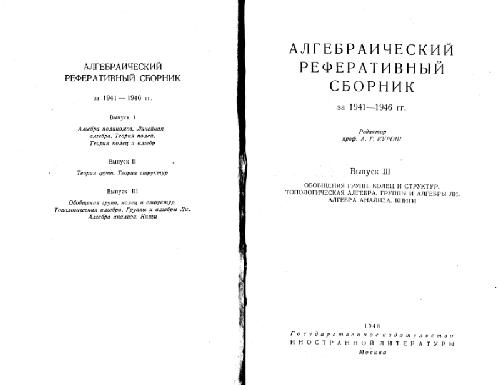 АЛГЕБРАИЧЕСКИЙ
РЕФЕРАТИВНЫЙ СБОРНИК
за 1941—1946 гг.
Выпуск I
Алгебра полиномов. Линейная
алгебра. Теория полей.
Теория колец и алгебр
Выпуск II
Теория групп. Теория структур
Выпуск III
Обобщения групп, колец и структур
Топологическая алгебра. Группы и алгебры Ли.
Алгебра анализа. Книги
АЛГЕБРАИЧЕСКИЙ
РЕФЕРАТИВНЫЙ
СБОРНИК
за 1941—1946 гг.
Редактор
проф. А. Г. КУРОШ
Выпуск III
ОБОБЩЕНИЯ ГРУПП, КОЛЕЦ И СТРУКТУР.
ТОПОЛОГИЧЕСКАЯ АЛГЕБРА. ГРУППЫ И АЛГЕБРЫ ЛИ.
АЛГЕБРА АНАЛИЗА. КНИГИ
Государственное издательство
ИНОСТРАННОЙ ЛИТЕРАТУРЫ
Москва